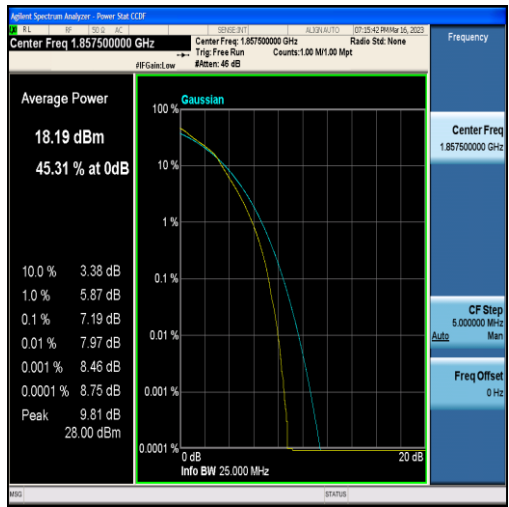 Agilent Spectrum Analyzer - Power Stat CCDF
RL RF 50 Ω AC SENSE:INT ALIGN AUTO 07:15:42 PM Mar 16, 2023
Center Freq 1.857500000 GHz
Center Freq: 1.857500000 GHz Radio Std: None
Trig: Free Run Counts:1.00 M/1.00 Mpt
#IFGain:Low #Atten: 46 dB
Frequency
Average Power
18.19 dBm
45.31 % at 0dB
10.0 % 3.38 dB
1.0 % 5.87 dB
0.1 % 7.19 dB
0.01 % 7.97 dB
0.001 % 8.46 dB
0.0001 % 8.75 dB
Peak 9.81 dB
28.00 dBm
Gaussian
100 %
10 %
1 %
0.1 %
0.01 %
0.001 %
0.0001 %
0 dB 20 dB
Info BW 25.000 MHz
Center Freq
1.857500000 GHz
CF Step
5.000000 MHz
Auto Man
Freq Offset
0 Hz
MSG STATUS